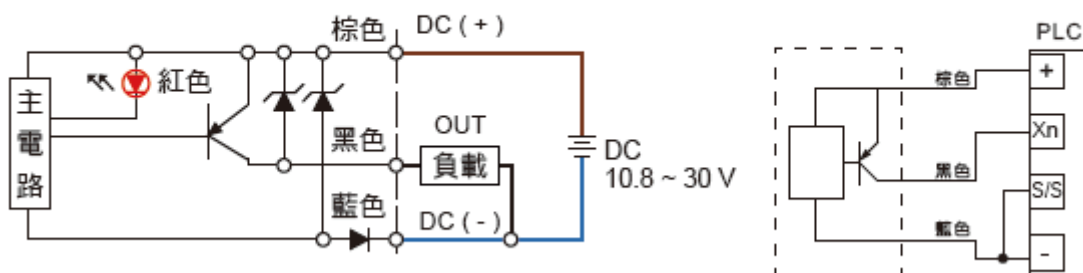 棕色 DC ( + )
紅色
主電路
黑色
OUT
負載
DC
10.8 ~ 30 V
藍色
DC ( - )
PLC
棕色 +
Xn
黑色
S/S
藍色
-